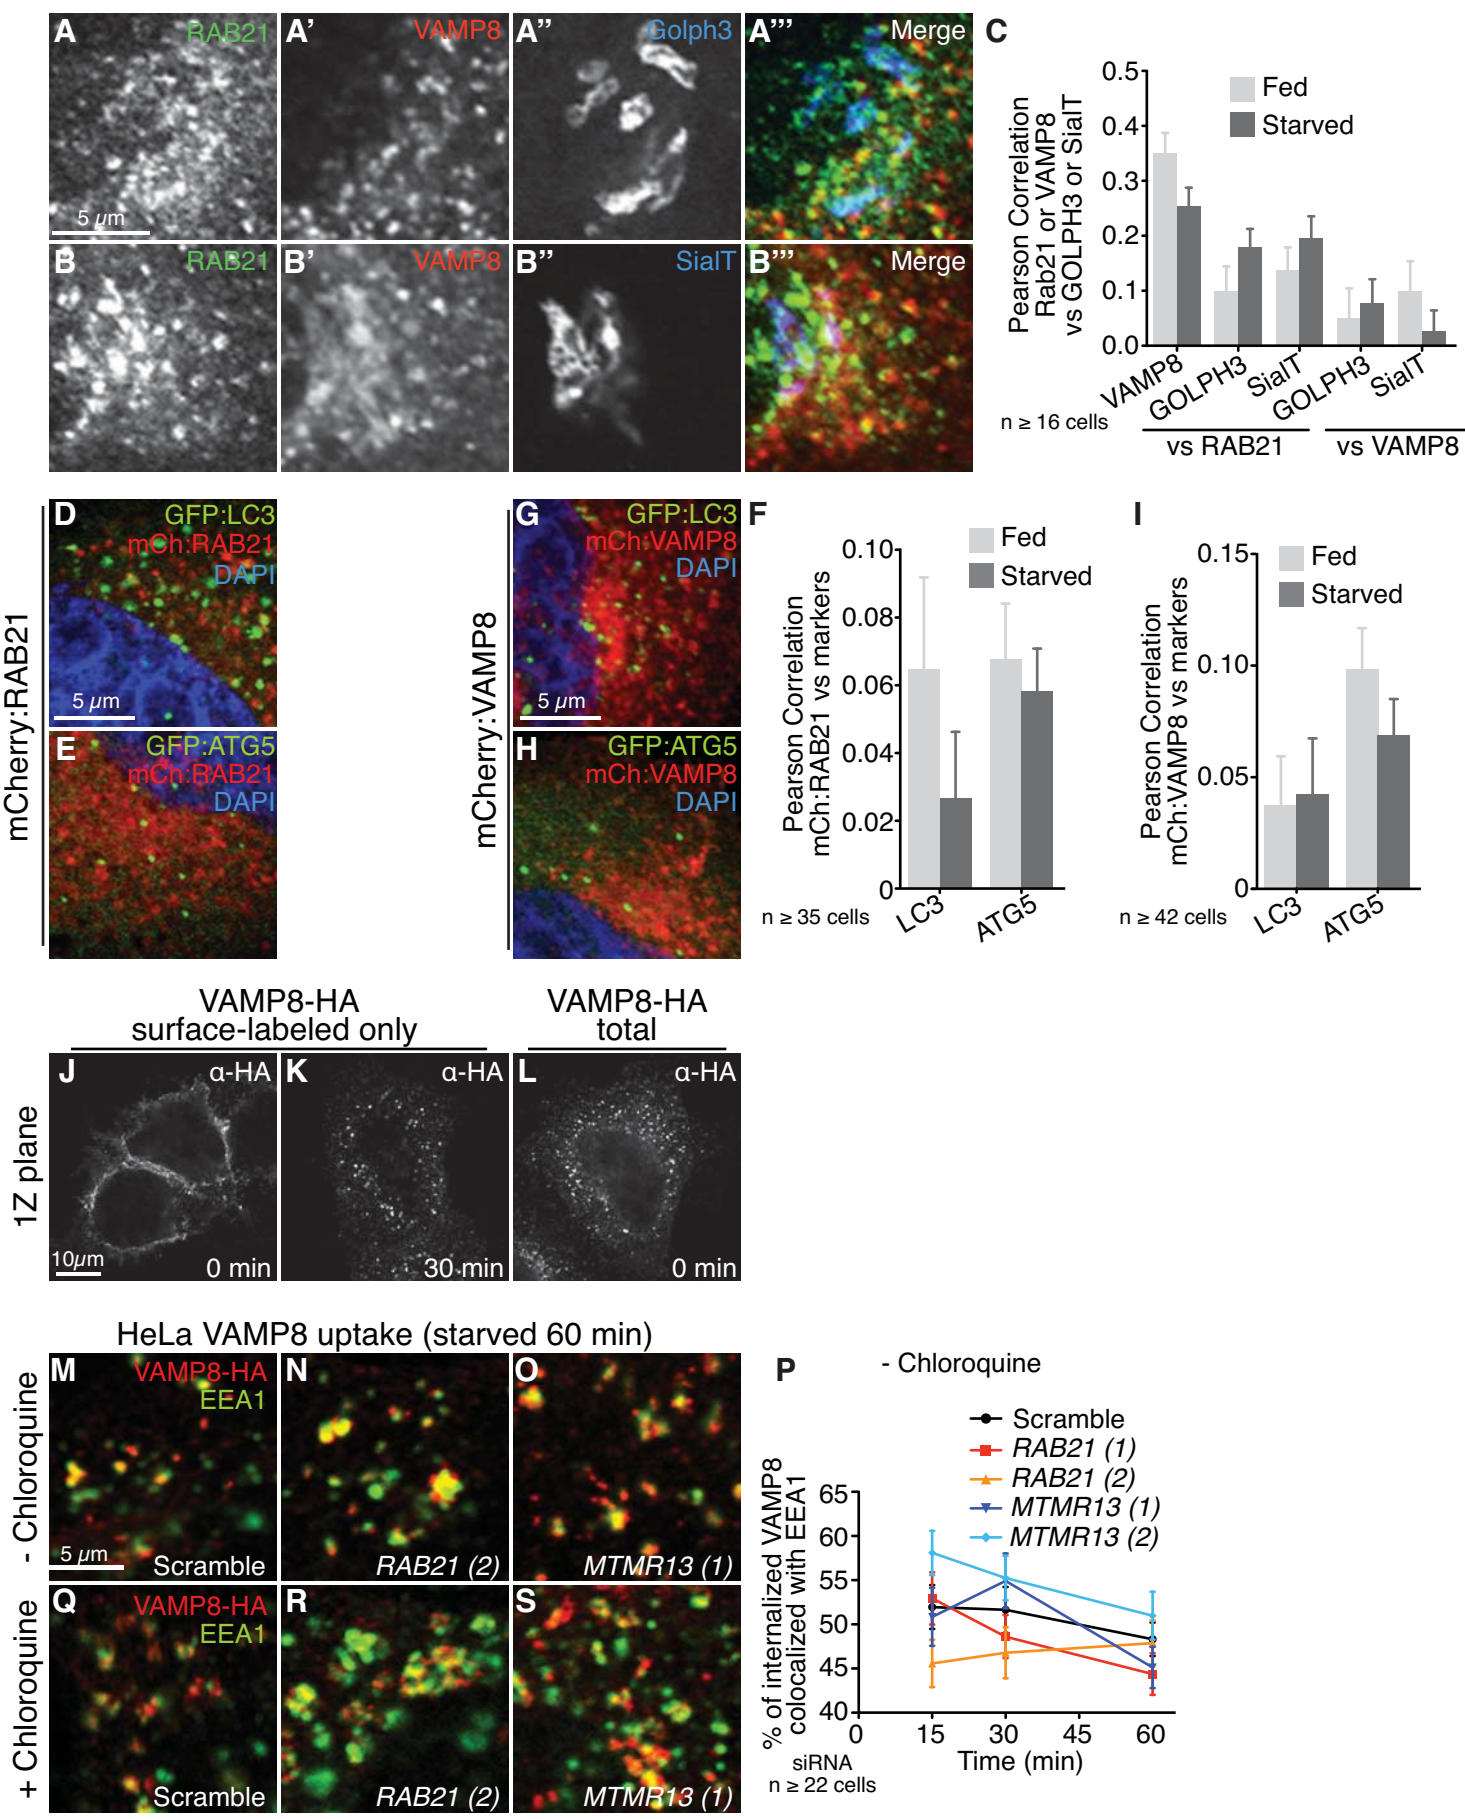 A RAB21
A' VAMP8
A'' Golph3
A''' Merge
5 µm
B RAB21
B' VAMP8
B'' SialT
B''' Merge
C
Pearson Correlation
Rab21 or VAMP8
vs GOLPH3 or SialT
0.5
0.4
0.3
0.2
0.1
0.0
Fed
Starved
VAMP8
GOLPH3
SialT
GOLPH3
SialT
n ≥ 16 cells
vs RAB21
vs VAMP8
mCherry:RAB21
D GFP:LC3
mCh:RAB21
DAPI
5 µm
E GFP:ATG5
mCh:RAB21
DAPI
mCherry:VAMP8
G GFP:LC3
mCh:VAMP8
DAPI
5 µm
H GFP:ATG5
mCh:VAMP8
DAPI
F
Pearson Correlation
mCh:RAB21 vs markers
0.10
0.08
0.06
0.04
0.02
0
Fed
Starved
LC3
ATG5
n ≥ 35 cells
I
Pearson Correlation
mCh:VAMP8 vs markers
0.15
0.10
0.05
0
Fed
Starved
LC3
ATG5
n ≥ 42 cells
VAMP8-HA
surface-labeled only
VAMP8-HA
total
1Z plane
J α-HA
10µm
0 min
K α-HA
30 min
L α-HA
0 min
HeLa VAMP8 uptake (starved 60 min)
- Chloroquine
M VAMP8-HA
EEA1
5 µm
Scramble
N
RAB21 (2)
O
MTMR13 (1)
+ Chloroquine
Q VAMP8-HA
EEA1
Scramble
R
RAB21 (2)
S
MTMR13 (1)
P
- Chloroquine
Scramble
RAB21 (1)
RAB21 (2)
MTMR13 (1)
MTMR13 (2)
% of internalized VAMP8
colocalized with EEA1
65
60
55
50
45
40
0 15 30 45 60
Time (min)
siRNA
n ≥ 22 cells